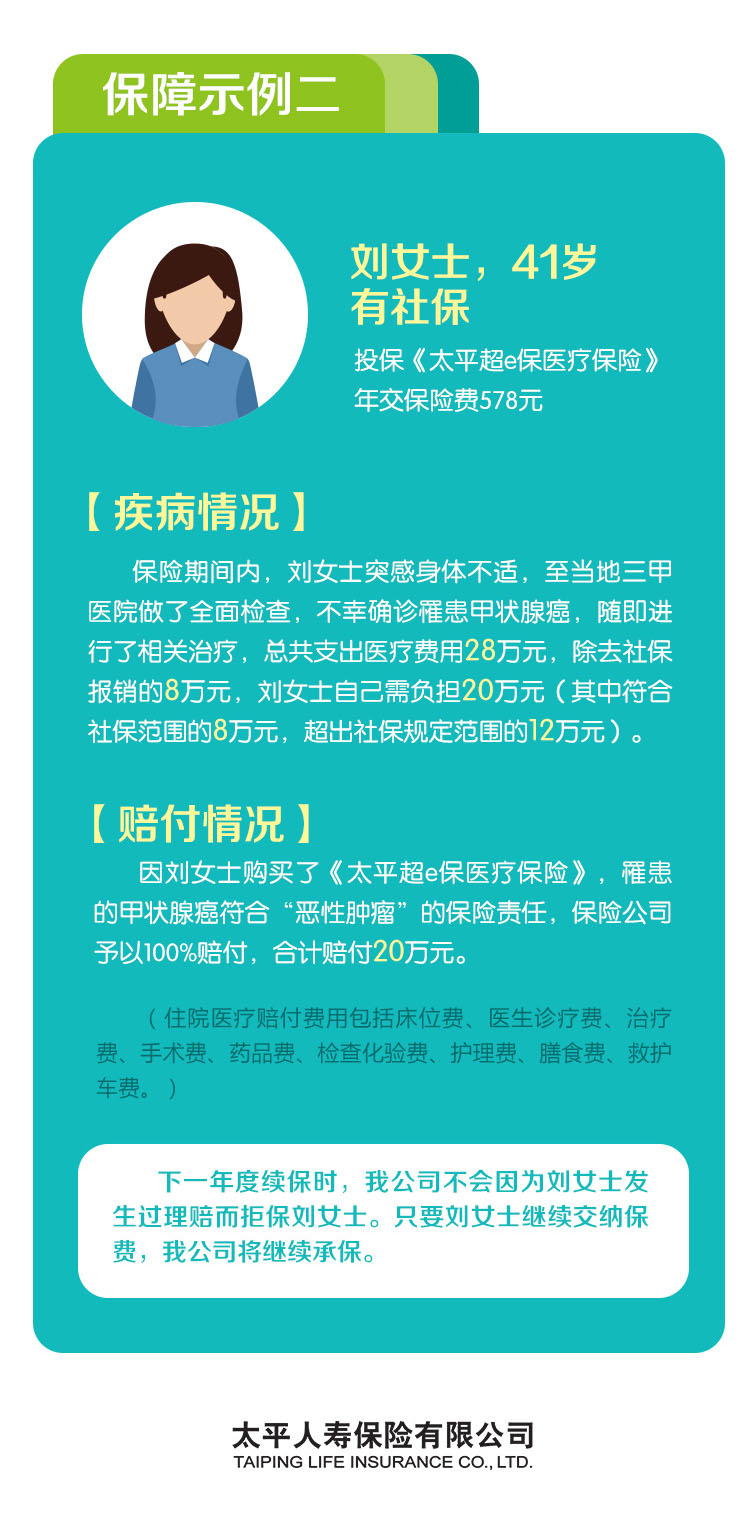 保障示例二
刘女士，41岁
有社保
投保《太平超e保医疗保险》
年交保险费578元
【疾病情况】
保险期间内，刘女士突感身体不适，至当地三甲
医院做了全面检查，不幸确诊罹患甲状腺癌，随即进
行了相关治疗，总共支出医疗费用28万元，除去社保
报销的8万元，刘女士自己需负担20万元（其中符合
社保范围的8万元，超出社保规定范围的12万元）。
【赔付情况】
因刘女士购买了《太平超e保医疗保险》，罹患
的甲状腺癌符合“恶性肿瘤”的保险责任，保险公司
予以100%赔付，合计赔付20万元。
（住院医疗赔付费用包括床位费、医生诊疗费、治疗
费、手术费、药品费、检查化验费、护理费、膳食费、救护
车费。）
下一年度续保时，我公司不会因为刘女士发
生过理赔而拒保刘女士。只要刘女士继续交纳保
费，我公司将继续承保。
太平人寿保险有限公司
TAIPING LIFE INSURANCE CO., LTD.